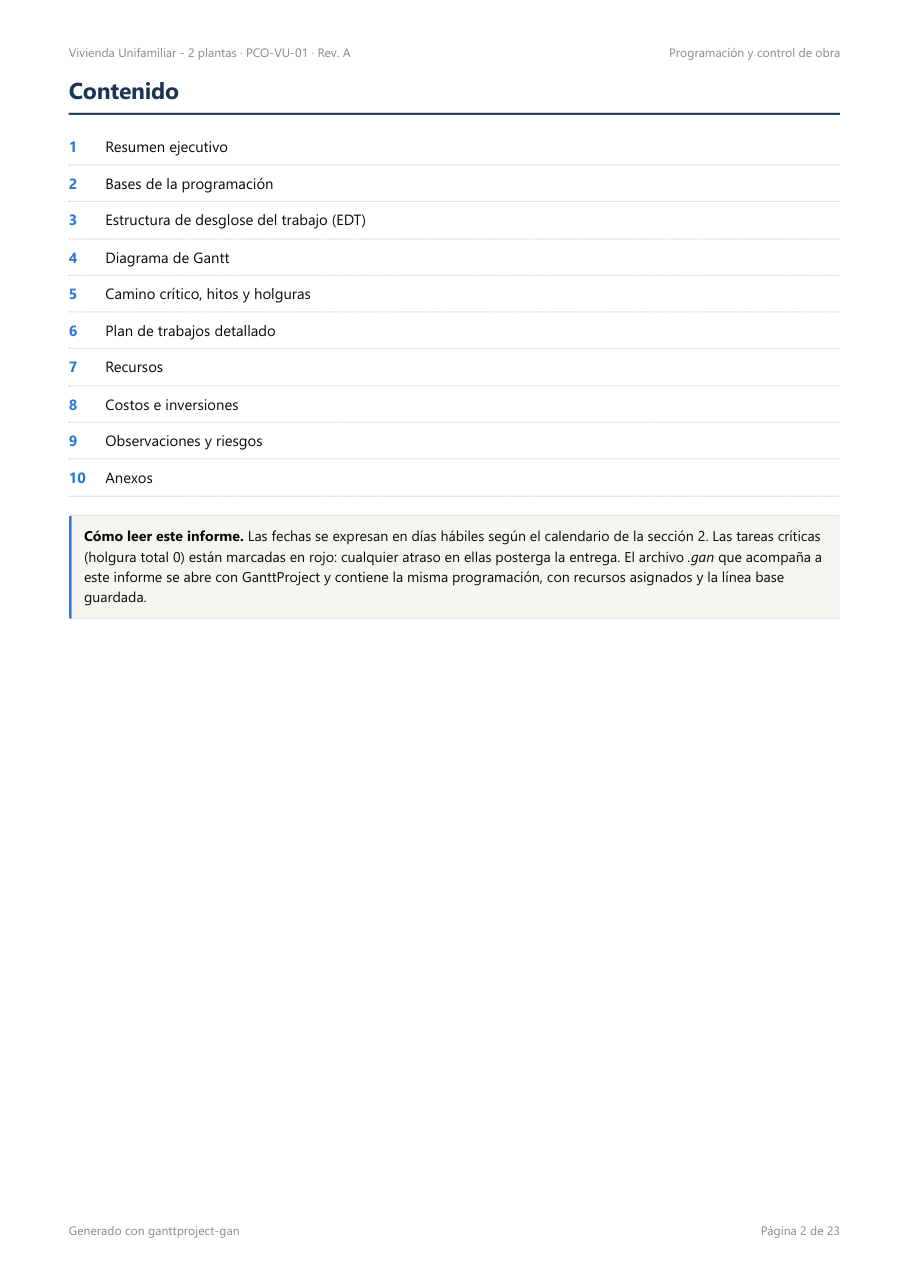 Vivienda Unifamiliar - 2 plantas · PCO-VU-01 · Rev. A
Programación y control de obra
Contenido
1 Resumen ejecutivo
2 Bases de la programación
3 Estructura de desglose del trabajo (EDT)
4 Diagrama de Gantt
5 Camino crítico, hitos y holguras
6 Plan de trabajos detallado
7 Recursos
8 Costos e inversiones
9 Observaciones y riesgos
10 Anexos
Cómo leer este informe. Las fechas se expresan en días hábiles según el calendario de la sección 2. Las tareas críticas
(holgura total 0) están marcadas en rojo: cualquier atraso en ellas posterga la entrega. El archivo .gan que acompaña a
este informe se abre con GanttProject y contiene la misma programación, con recursos asignados y la línea base
guardada.
Generado con ganttproject-gan
Página 2 de 23